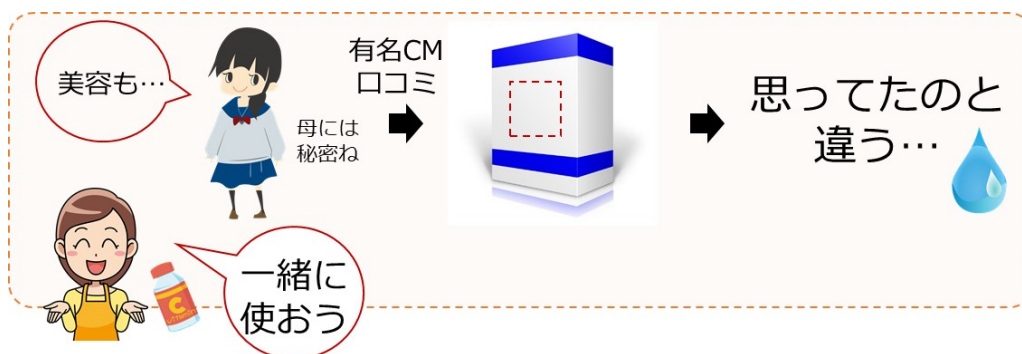 美容も…
母には
秘密ね
有名CM
口コミ
思ってたのと
違う…
一緒に
使おう
C